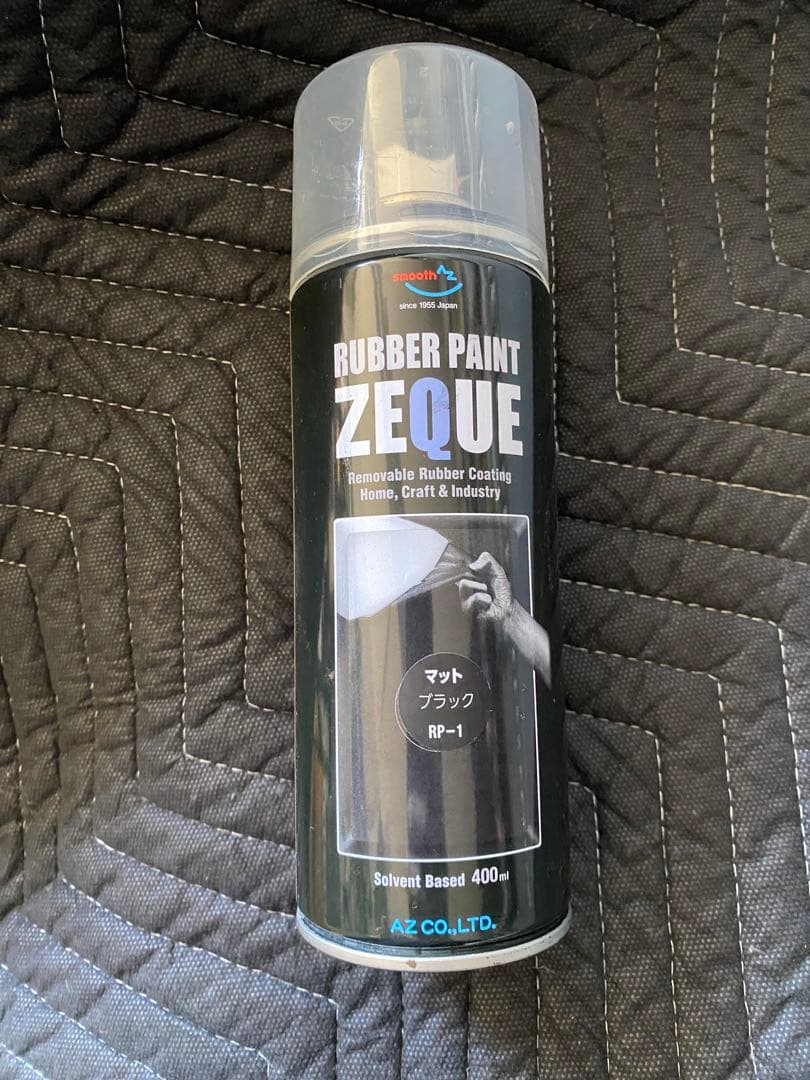 smooth AZ
since 1955 Japan
RUBBER PAINT
ZEQUE
Removable Rubber Coating
Home, Craft & Industry
マット
ブラック
RP-1
Solvent Based 400ml
AZ CO.,LTD.